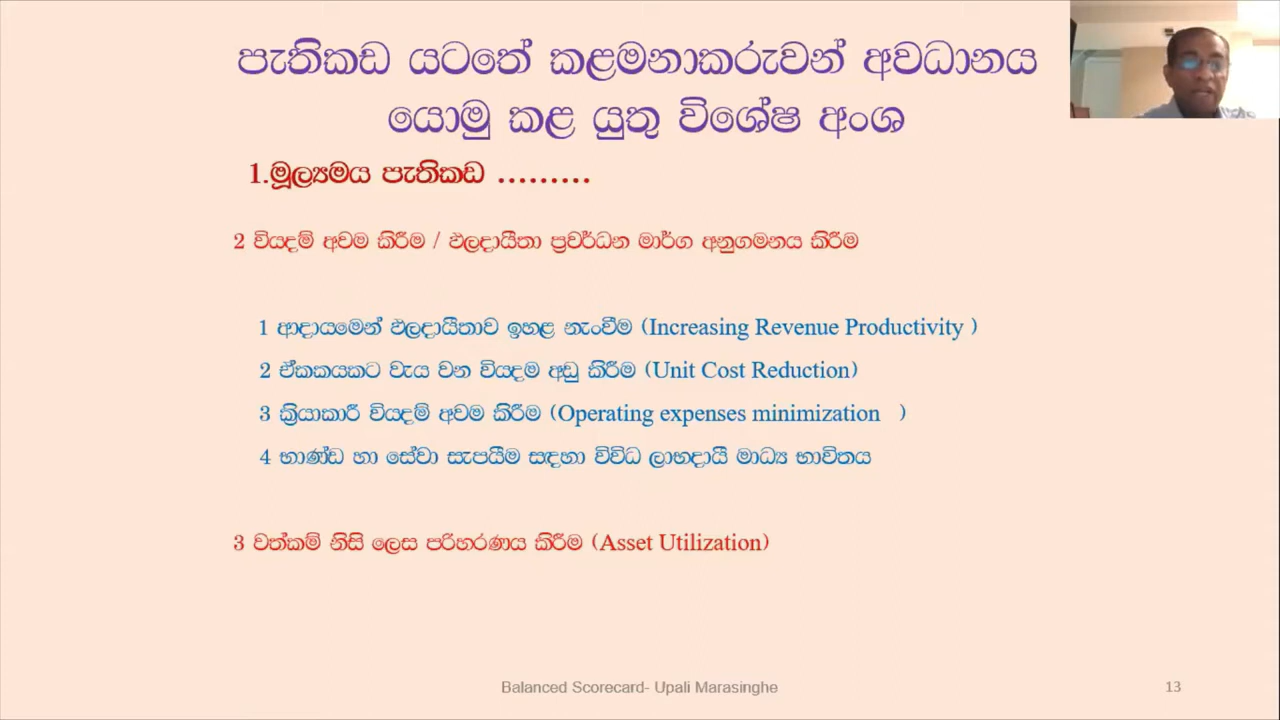 පැතිකඩ යටතේ කළමනාකරුවන් අවධානය
යොමු කළ යුතු විශේෂ අංශ
1.මූල්‍යමය පැතිකඩ .........
2 වියදම් අවම කිරීම / ඵලදායීතා ප්‍රවර්ධන මාර්ග අනුගමනය කිරීම
1 ආදායමෙන් ඵලදායීතාව ඉහළ නැංවීම (Increasing Revenue Productivity )
2 ඒකකයකට වැය වන වියදම අඩු කිරීම (Unit Cost Reduction)
3 ක්‍රියාකාරී වියදම් අවම කිරීම (Operating expenses minimization )
4 භාණ්ඩ හා සේවා සැපයීම සඳහා විවිධ ලාභදායී මාධ්‍ය භාවිතය
3 වත්කම් නිසි ලෙස පරිහරණය කිරීම (Asset Utilization)
Balanced Scorecard- Upali Marasinghe
13